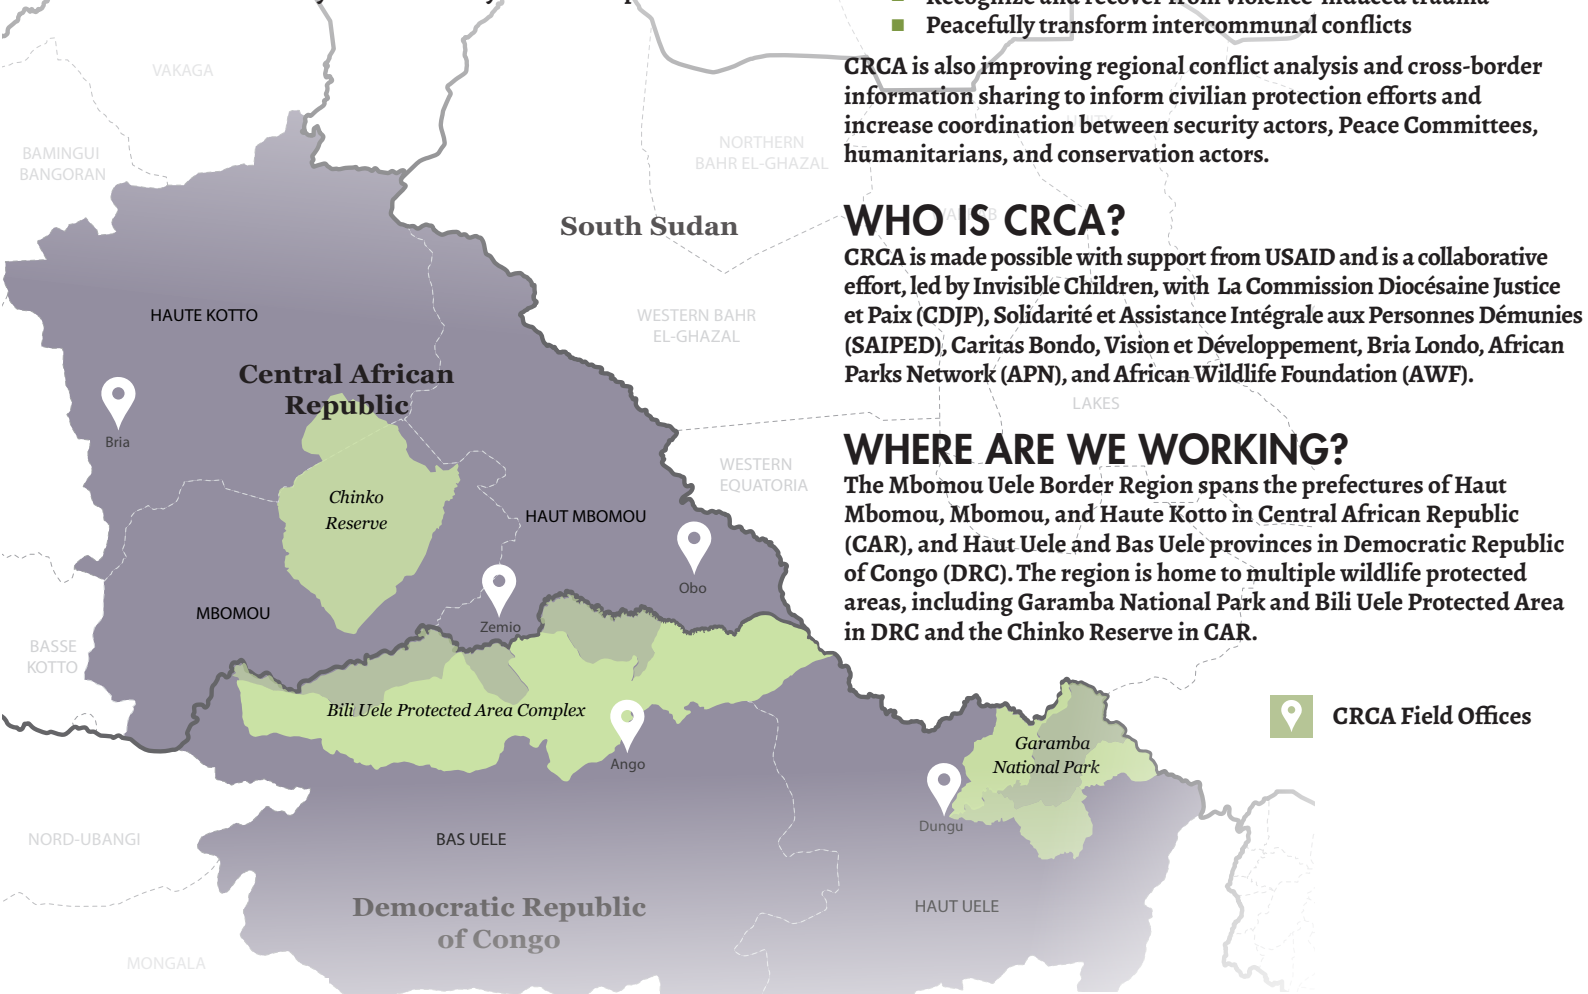 Recognize and recover from violence-induced trauma
Peacefully transform intercommunal conflicts
CRCA is also improving regional conflict analysis and cross-border
information sharing to inform civilian protection efforts and
increase coordination between security actors, Peace Committees,
humanitarians, and conservation actors.
WHO IS CRCA?
CRCA is made possible with support from USAID and is a collaborative
effort, led by Invisible Children, with La Commission Diocésaine Justice
et Paix (CDJP), Solidarité et Assistance Intégrale aux Personnes Démunies
(SAIPED), Caritas Bondo, Vision et Développement, Bria Londo, African
Parks Network (APN), and African Wildlife Foundation (AWF).
WHERE ARE WE WORKING?
The Mbomou Uele Border Region spans the prefectures of Haut
Mbomou, Mbomou, and Haute Kotto in Central African Republic
(CAR), and Haut Uele and Bas Uele provinces in Democratic Republic
of Congo (DRC). The region is home to multiple wildlife protected
areas, including Garamba National Park and Bili Uele Protected Area
in DRC and the Chinko Reserve in CAR.
CRCA Field Offices
VAKAGA
BAMINGUI
BANGORAN
NORTHERN
BAHR EL-GHAZAL
UNITY
WARRAB
South Sudan
HAUTE KOTTO
WESTERN BAHR
EL-GHAZAL
Central African
Republic
LAKES
Bria
WESTERN
EQUATORIA
Chinko
Reserve
HAUT MBOMOU
Obo
MBOMOU
Zemio
BASSE
KOTTO
Bili Uele Protected Area Complex
Ango
Garamba
National Park
Dungu
NORD-UBANGI
BAS UELE
Democratic Republic
of Congo
HAUT UELE
MONGALA